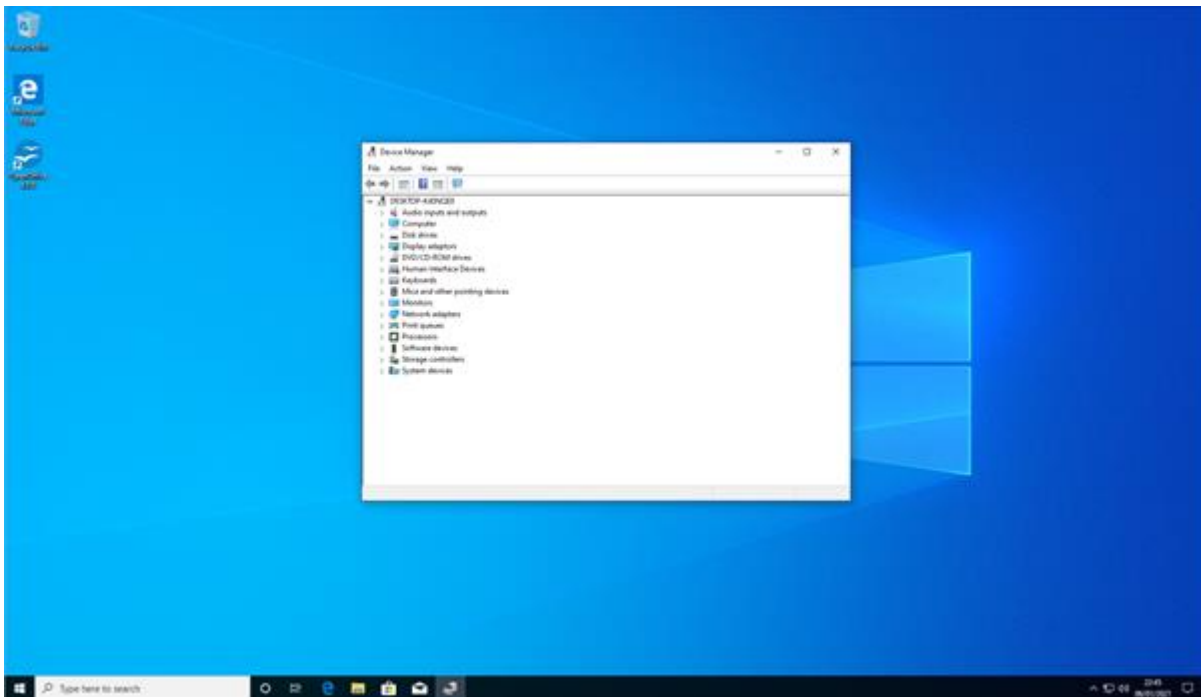 Device Manager
File Action View Help
Audio inputs and outputs
Computer
Disk drives
Display adaptors
DVD/CD-ROM drives
Human Interface Devices
Keyboards
Mice and other pointing devices
Monitors
Network adapters
Print queues
Processors
Software devices
Storage controllers
System devices
Type here to search